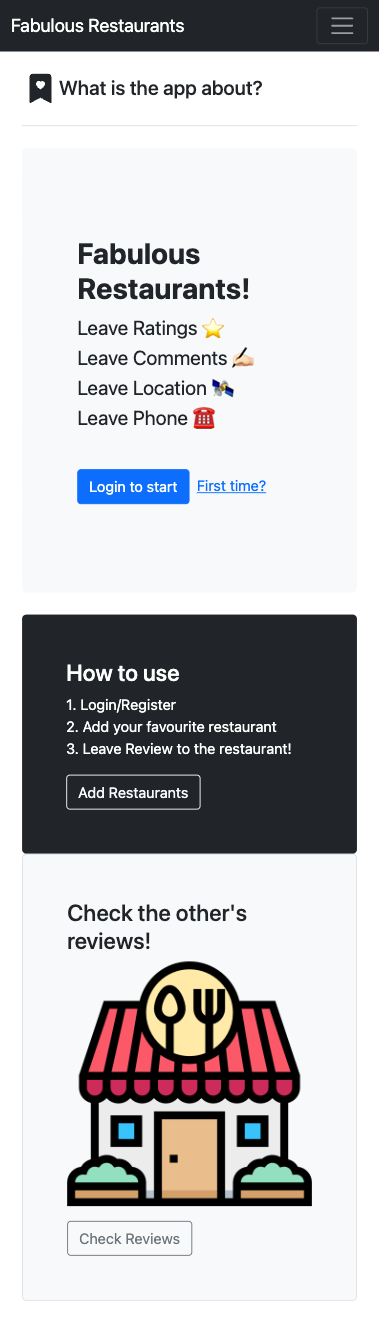 Fabulous Restaurants
What is the app about?
Fabulous
Restaurants!
Leave Ratings ⭐
Leave Comments ✍🏻
Leave Location 🛰️
Leave Phone ☎️
Login to start First time?
How to use
1. Login/Register
2. Add your favourite restaurant
3. Leave Review to the restaurant!
Add Restaurants
Check the other's
reviews!
Check Reviews